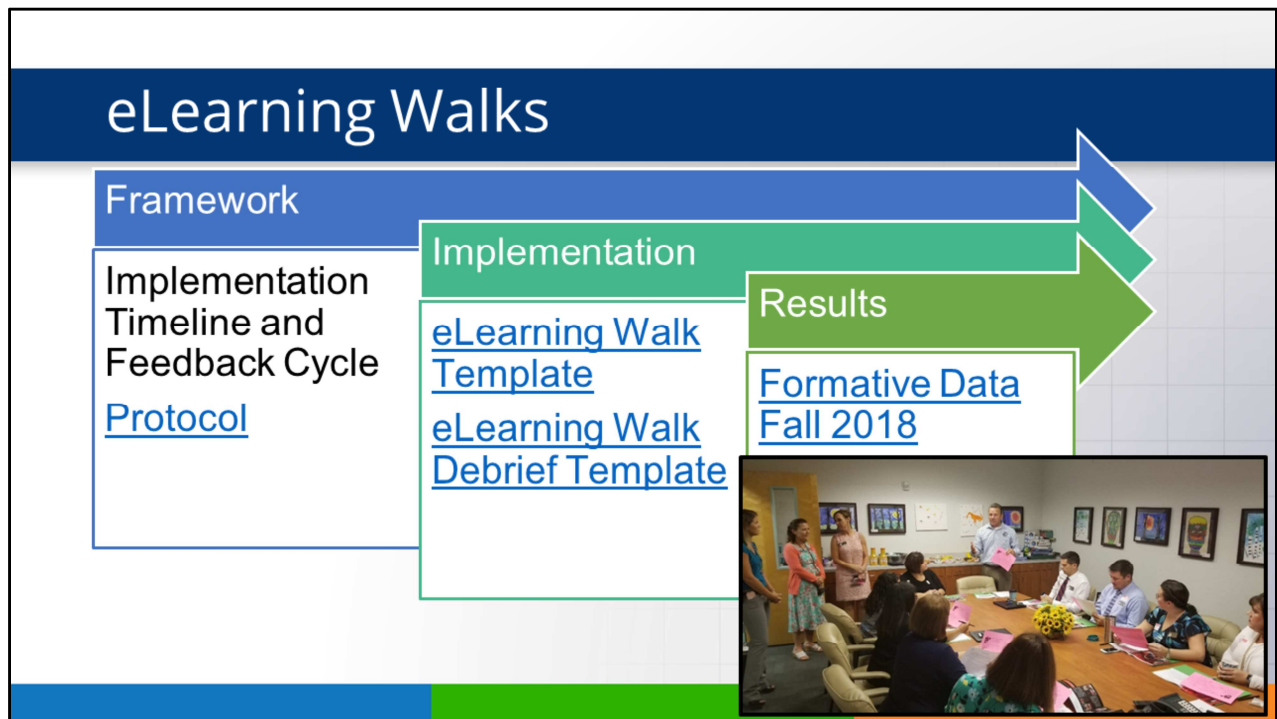 eLearning Walks
Framework
Implementation
Timeline and
Feedback Cycle
Protocol
Implementation
eLearning Walk
Template
eLearning Walk
Debrief Template
Results
Formative Data
Fall 2018